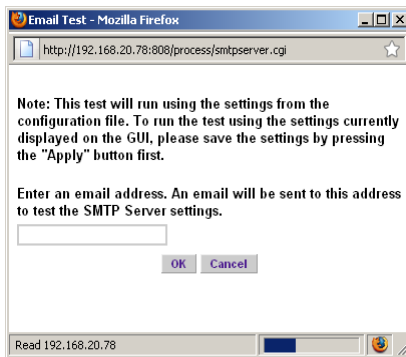 Email Test - Mozilla Firefox
http://192.168.20.78:808/process/smtpserver.cgi
Note: This test will run using the settings from the
configuration file. To run the test using the settings currently
displayed on the GUI, please save the settings by pressing
the "Apply" button first.
Enter an email address. An email will be sent to this address
to test the SMTP Server settings.
OK Cancel
Read 192.168.20.78